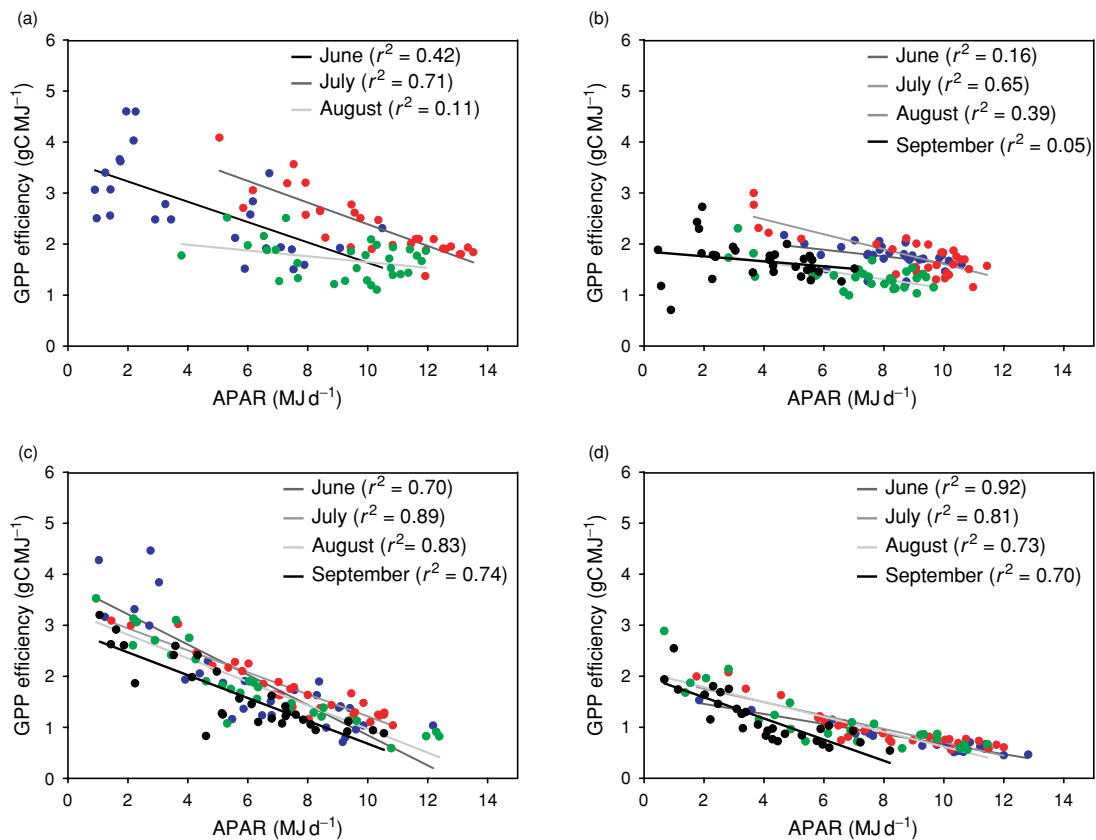 (a)
June (r² = 0.42)
July (r² = 0.71)
August (r² = 0.11)
GPP efficiency (gC MJ⁻¹)
6
5
4
3
2
1
0
0 2 4 6 8 10 12 14
APAR (MJ d⁻¹)
(b)
June (r² = 0.16)
July (r² = 0.65)
August (r² = 0.39)
September (r² = 0.05)
GPP efficiency (gC MJ⁻¹)
6
5
4
3
2
1
0
0 2 4 6 8 10 12 14
APAR (MJ d⁻¹)
(c)
June (r² = 0.70)
July (r² = 0.89)
August (r² = 0.83)
September (r² = 0.74)
GPP efficiency (gC MJ⁻¹)
6
5
4
3
2
1
0
0 2 4 6 8 10 12 14
APAR (MJ d⁻¹)
(d)
June (r² = 0.92)
July (r² = 0.81)
August (r² = 0.73)
September (r² = 0.70)
GPP efficiency (gC MJ⁻¹)
6
5
4
3
2
1
0
0 2 4 6 8 10 12 14
APAR (MJ d⁻¹)